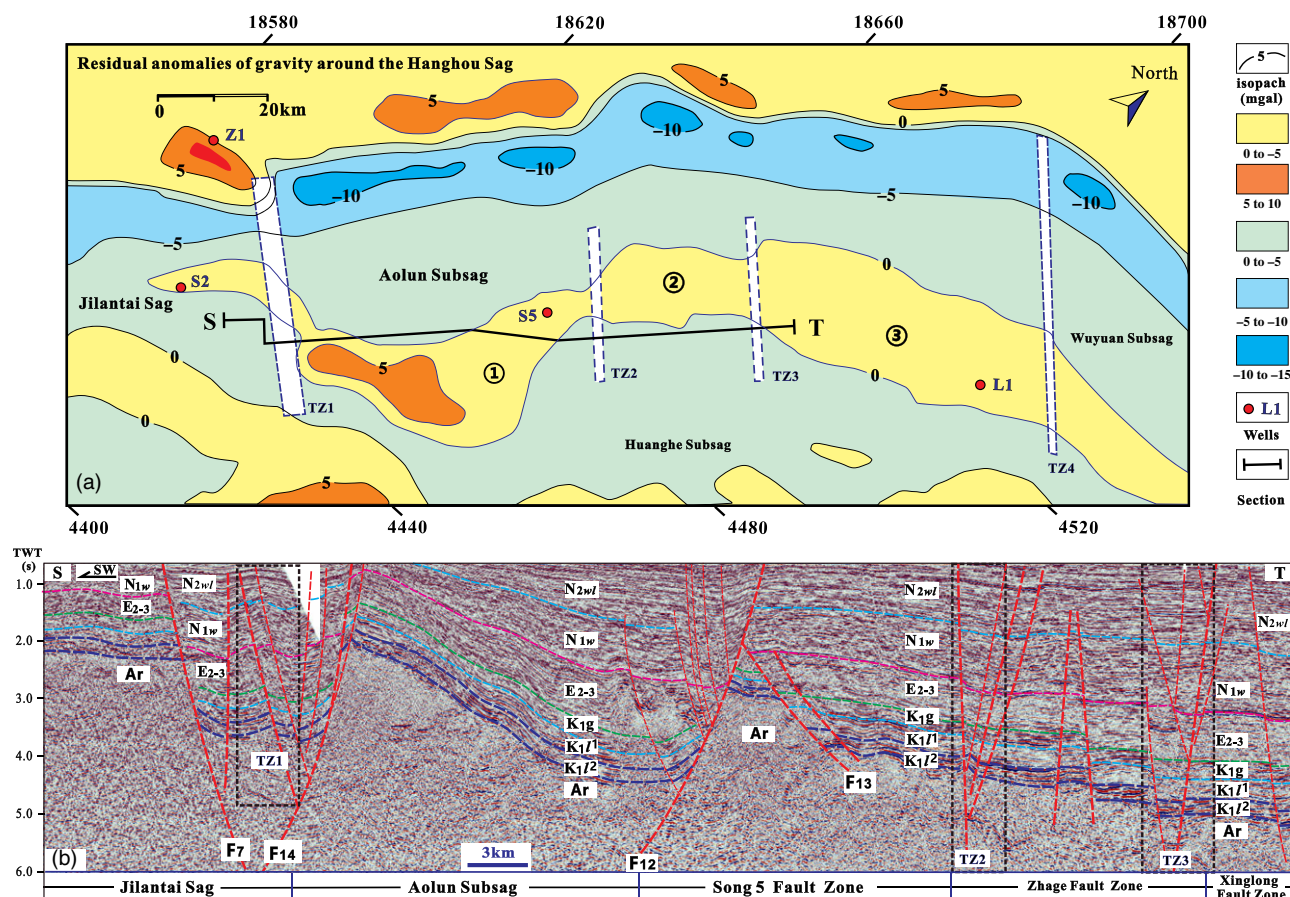 18580 18620 18660 18700
Residual anomalies of gravity around the Hanghou Sag
0 20km
North
Z1
5
5
5
5
0
−10
−10
−10
−10
−5
−5
0
0
0
0
5
5
S2
Jilantai Sag
Aolun Subsag
S5
S
T
①
②
③
TZ1
TZ2
TZ3
TZ4
L1
Wuyuan Subsag
Huanghe Subsag
(a)
4400 4440 4480 4520
5
isopach
(mgal)
0 to −5
5 to 10
0 to −5
−5 to −10
−10 to −15
L1
Wells
Section
TWT
(s)
1.0
2.0
3.0
4.0
5.0
6.0
S SW
T
N1w
E2-3
Ar
N2wl
N1w
E2-3
TZ1
F7
F14
N2wl
N1w
E2-3
K1g
K1l1
K1l2
Ar
F12
Ar
F13
N2wl
N1w
E2-3
K1g
K1l1
K1l2
TZ2
TZ3
N2wl
N1w
E2-3
K1g
K1l1
K1l2
Ar
3km
(b)
Jilantai Sag Aolun Subsag Song 5 Fault Zone Zhage Fault Zone Xinglong
Fault Zone